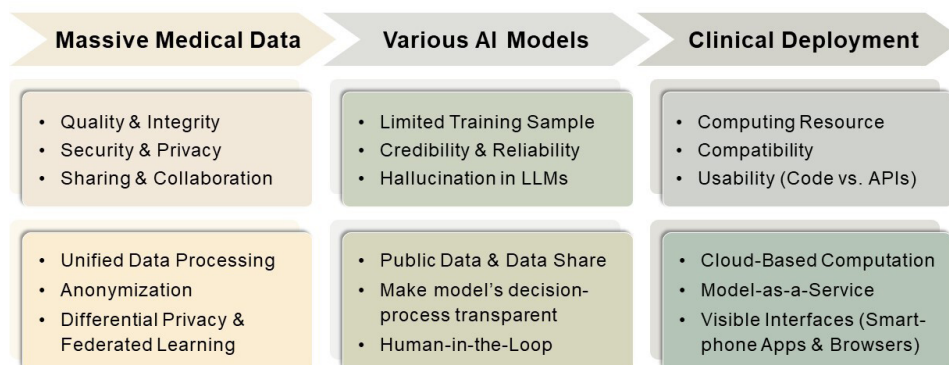 Massive Medical Data
Various AI Models
Clinical Deployment
• Quality & Integrity
• Security & Privacy
• Sharing & Collaboration
• Limited Training Sample
• Credibility & Reliability
• Hallucination in LLMs
• Computing Resource
• Compatibility
• Usability (Code vs. APIs)
• Unified Data Processing
• Anonymization
• Differential Privacy &
Federated Learning
• Public Data & Data Share
• Make model's decision-
process transparent
• Human-in-the-Loop
• Cloud-Based Computation
• Model-as-a-Service
• Visible Interfaces (Smart-
phone Apps & Browsers)